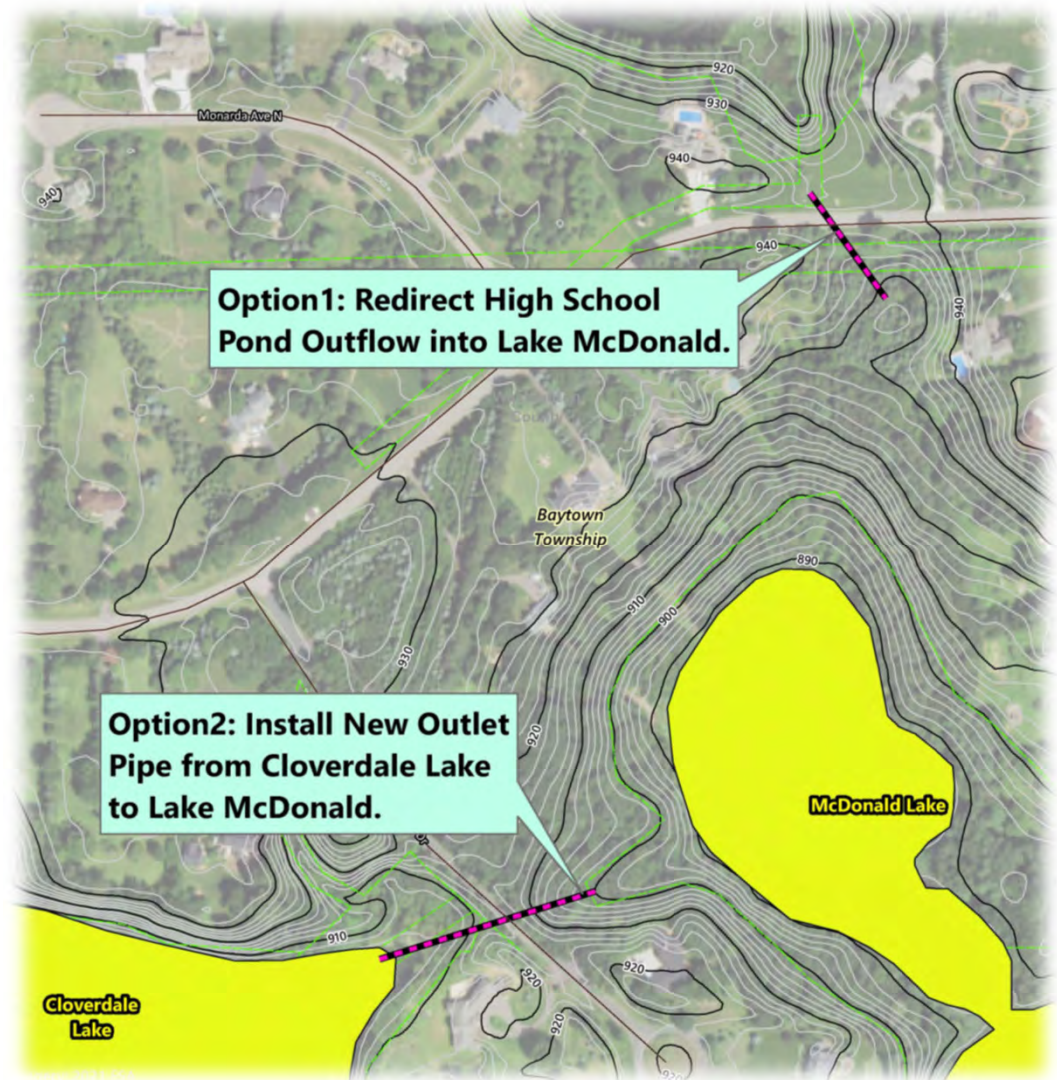 920
930
Monarda Ave N
940
940
940
940
Option1: Redirect High School
Pond Outflow into Lake McDonald.
Baytown
Township
890
910
900
930
920
Option2: Install New Outlet
Pipe from Cloverdale Lake
to Lake McDonald.
McDonald Lake
910
920
920
Cloverdale
Lake
920
920